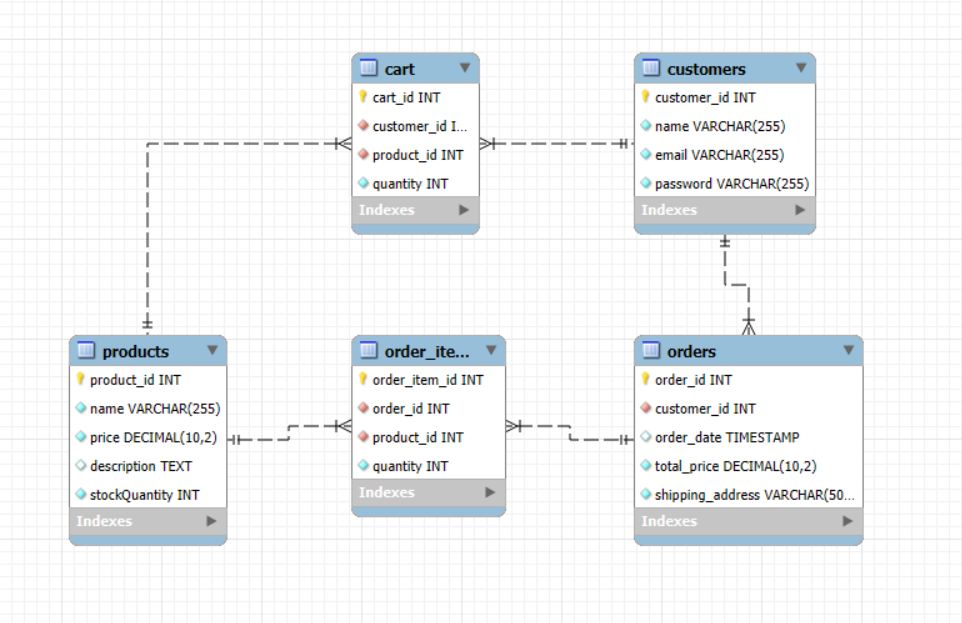 cart
cart_id INT
customer_id I...
product_id INT
quantity INT
Indexes
customers
customer_id INT
name VARCHAR(255)
email VARCHAR(255)
password VARCHAR(255)
Indexes
products
product_id INT
name VARCHAR(255)
price DECIMAL(10,2)
description TEXT
stockQuantity INT
Indexes
order_ite...
order_item_id INT
order_id INT
product_id INT
quantity INT
Indexes
orders
order_id INT
customer_id INT
order_date TIMESTAMP
total_price DECIMAL(10,2)
shipping_address VARCHAR(50...
Indexes